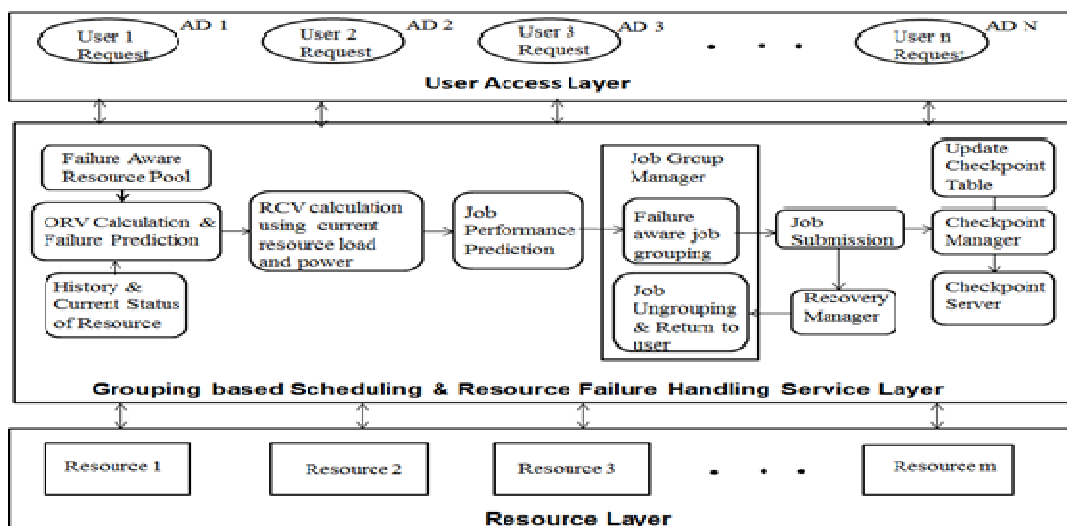 User 1
Request
AD 1
User 2
Request
AD 2
User 3
Request
AD 3
. . .
User n
Request
AD N
User Access Layer
Failure Aware
Resource Pool
ORV Calculation &
Failure Prediction
History &
Current Status
of Resource
RCV calculation
using current
resource load
and power
Job
Performance
Prediction
Job Group
Manager
Failure
aware job
grouping
Job
Ungrouping
& Return to
user
Job
Submission
Recovery
Manager
Update
Checkpoint
Table
Checkpoint
Manager
Checkpoint
Server
Grouping based Scheduling & Resource Failure Handling Service Layer
Resource 1
Resource 2
Resource 3
. . .
Resource m
Resource Layer